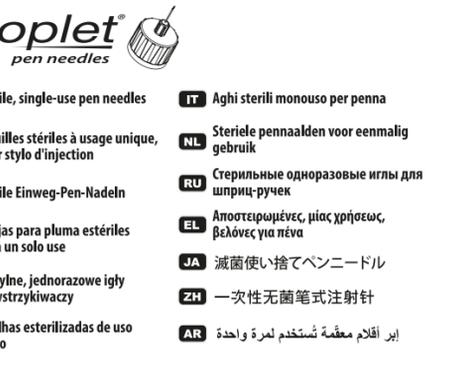 oplet®
pen needles
ile, single-use pen needles
uilles stériles à usage unique,
r stylo d'injection
ile Einweg-Pen-Nadeln
jas para pluma estériles
un solo use
ylne, jednorazowe igły
wstrzykiwaczy
lhas esterilizadas de uso
o
IT Aghi sterili monouso per penna
NL Steriele pennaalden voor eenmalig
gebruik
RU Стерильные одноразовые иглы для
шприц-ручек
EL Αποστειρωμένες, μίας χρήσεως,
βελόνες για πένα
JA 滅菌使い捨てペンニードル
ZH 一次性无菌笔式注射针
AR إبر أقلام معقّمة تُستخدم لمرة واحدة